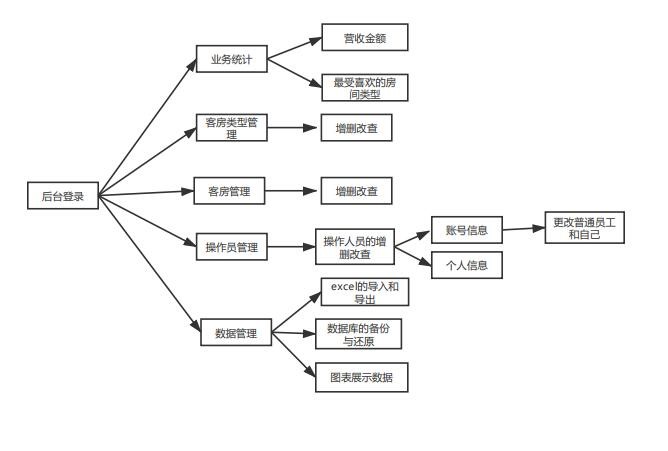 后台登录
业务统计
营收金额
最受喜欢的房
间类型
客房类型管
理
增删改查
客房管理
增删改查
操作员管理
操作人员的增
删改查
账号信息
更改普通员工
和自己
个人信息
数据管理
excel的导入和
导出
数据库的备份
与还原
图表展示数据